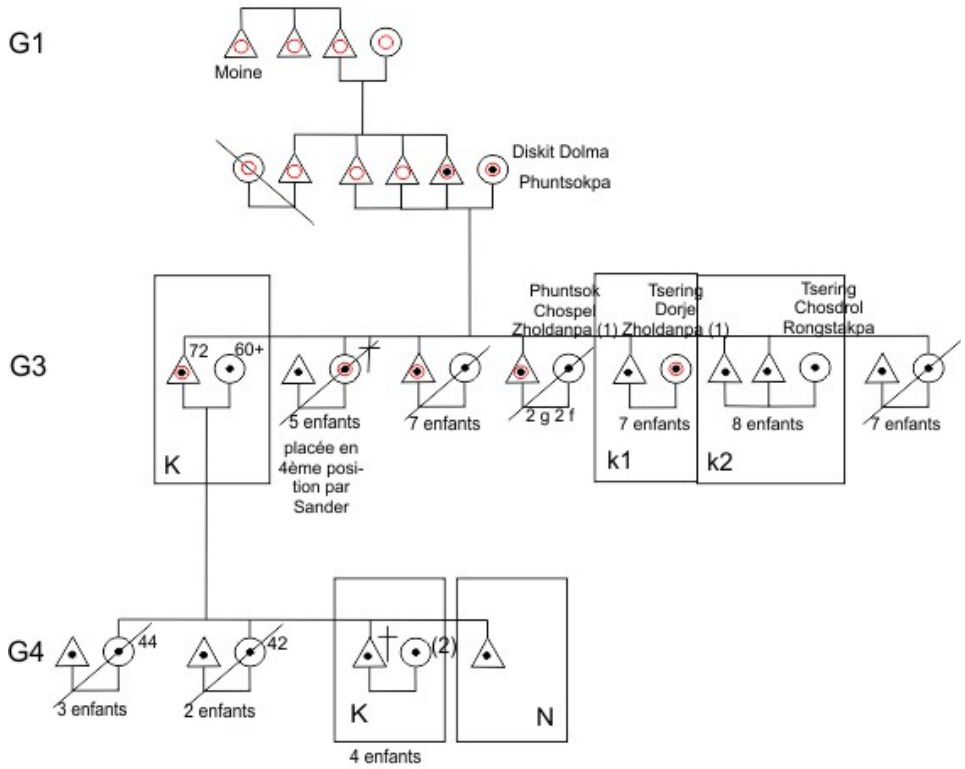 G1
Moine
Diskit Dolma
Phuntsokpa
Phuntsok
Chospel
Zholdanpa (1)
Tsering
Dorje
Zholdanpa (1)
Tsering
Chosdrol
Rongstakpa
G3
72
60+
5 enfants
placée en
4ème posi-
tion par
Sander
7 enfants
2 g 2 f
7 enfants
8 enfants
7 enfants
K
k1
k2
G4
44
42
(2)
3 enfants
2 enfants
K
N
4 enfants